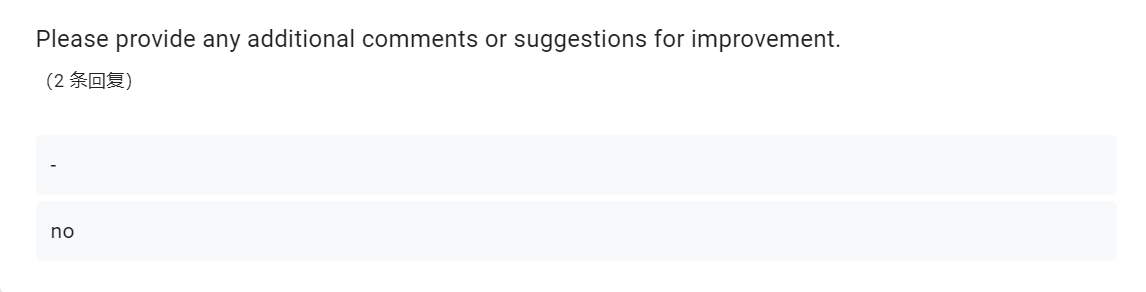 Please provide any additional comments or suggestions for improvement.
（2 条回复）
-
no